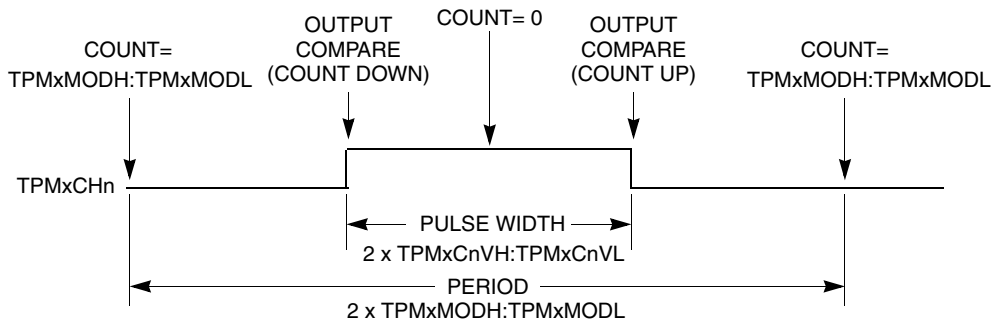 COUNT= 0
OUTPUT
COMPARE
(COUNT DOWN)
OUTPUT
COMPARE
(COUNT UP)
COUNT=
TPMxMODH:TPMxMODL
COUNT=
TPMxMODH:TPMxMODL
TPMxCHn
PULSE WIDTH
2 x TPMxCnVH:TPMxCnVL
PERIOD
2 x TPMxMODH:TPMxMODL